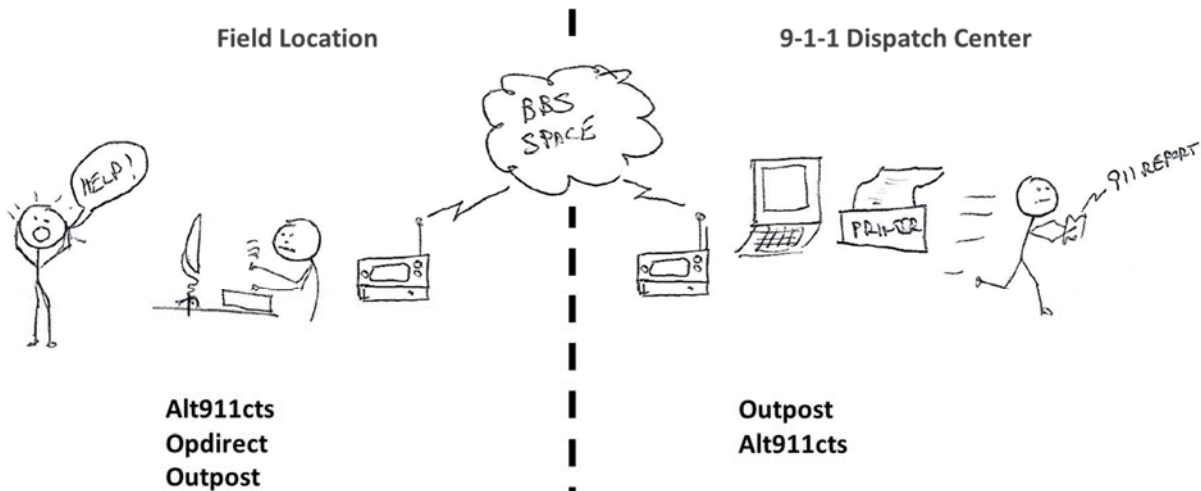 Field Location
9-1-1 Dispatch Center
BBS
SPACE
HELP!
911 REPORT
PRINTER
Alt911cts
Opdirect
Outpost
Outpost
Alt911cts